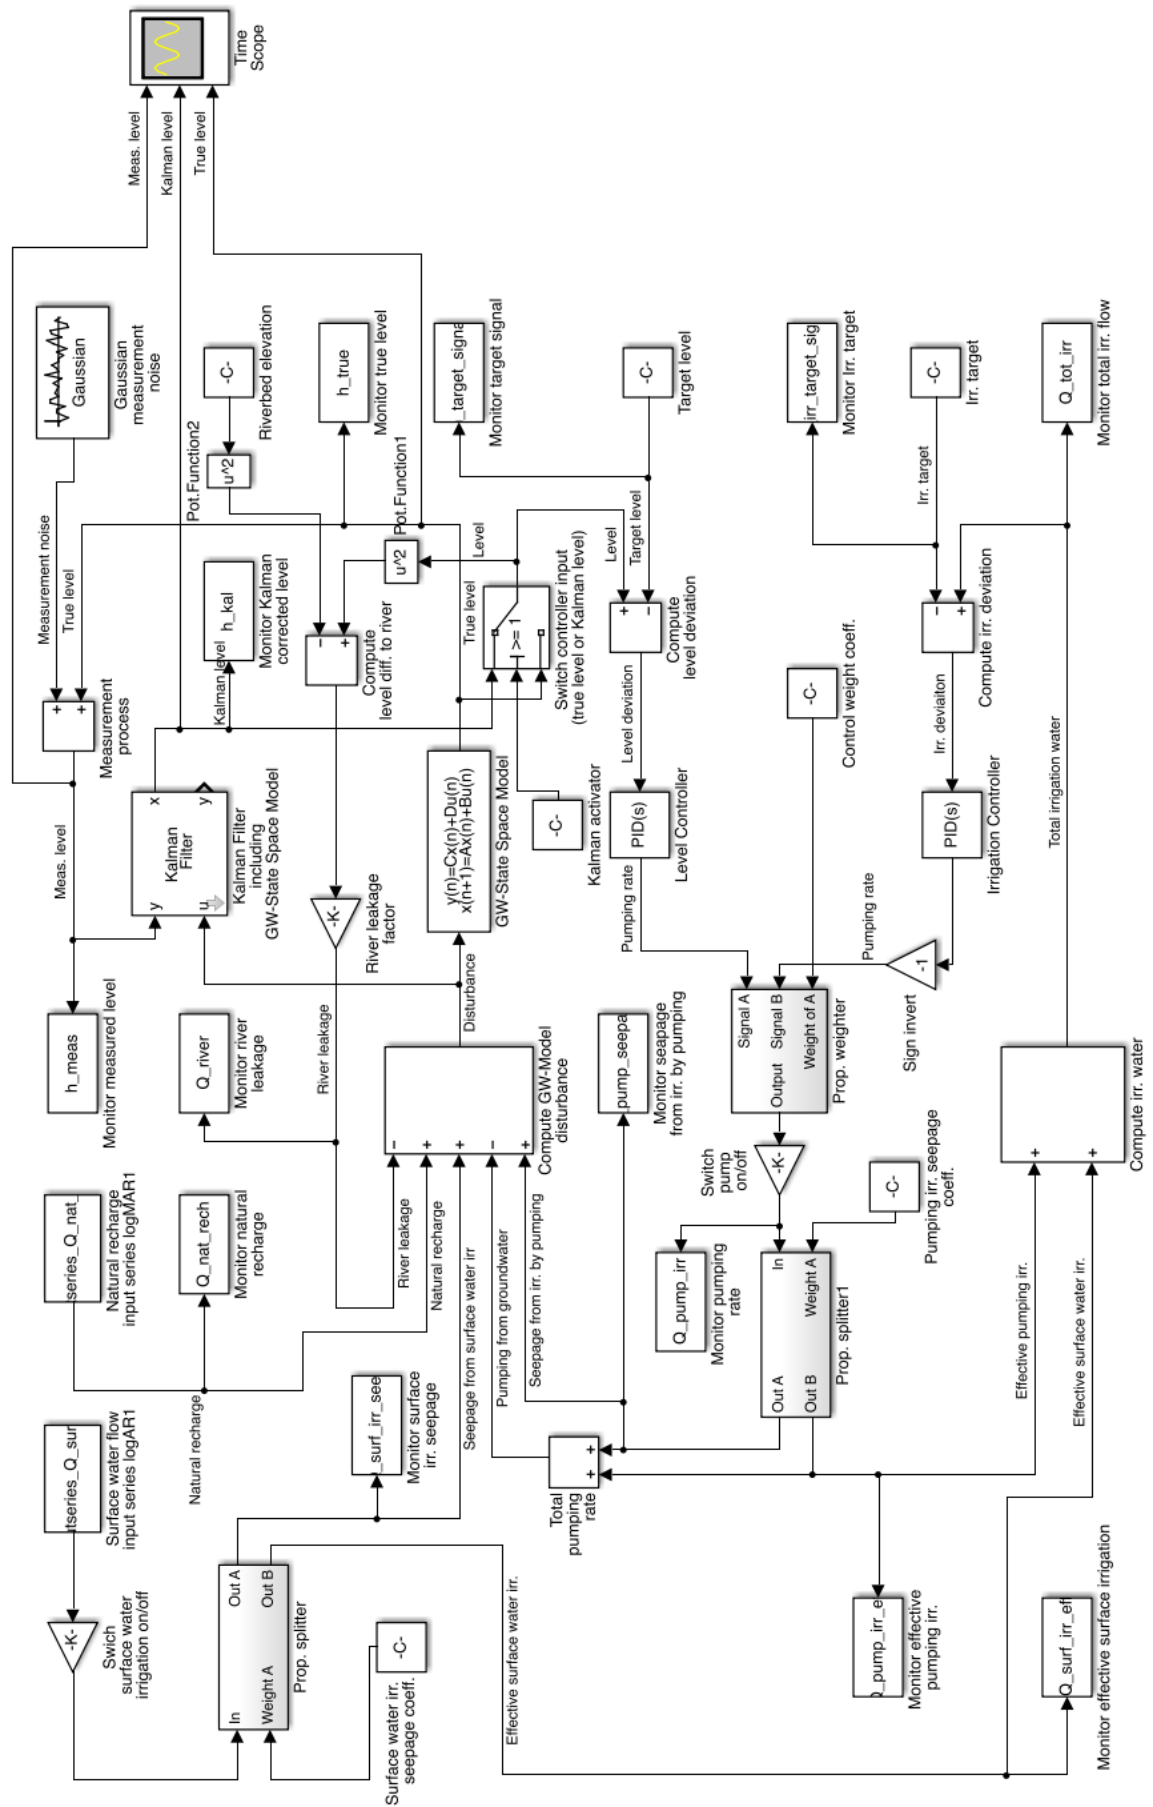 Surface water flow
input series logAR1
utseries_Q_sur
Natural recharge
input series logMAR1
series_Q_nat_
h_meas
Monitor measured level
Meas. level
Measurement
process
+
+
Measurement noise
True level
Gaussian
Gaussian
measurement
noise
Meas. level
Kalman level
True level
Time
Scope
-K-
Swich
surface water
irrigation on/off
Natural recharge
Q_nat_rech
Monitor natural
recharge
Q_river
Monitor river
leakage
y
u
Kalman
Filter
x
y
Kalman Filter
including
GW-State Space Model
Kalman level
h_kal
Monitor Kalman
corrected level
Pot.Function2
u^2
-C-
Riverbed elevation
In
Weight A
Out A
Out B
Prop. splitter
River leakage
-K-
River leakage
factor
−
+
Compute
level diff. to river
h_true
Monitor true level
-C-
Surface water irr.
seepage coeff.
_surf_irr_see
Monitor surface
irr. seepage
River leakage
Natural recharge
Seepage from surface water irr
Pumping from groundwater
Seepage from irr. by pumping
−
+
+
−
+
Compute GW-Model
disturbance
Disturbance
y(n)=Cx(n)+Du(n)
x(n+1)=Ax(n)+Bu(n)
GW-State Space Model
True level
u^2
Pot.Function1
Level
>= 1
Switch controller input
(true level or Kalman level)
_target_signa
Monitor target signal
-C-
Kalman activator
Effective surface water irr.
+
+
Total
pumping
rate
pump_seepa
Monitor seapage
from irr. by pumping
Pumping rate
PID(s)
Level Controller
Level deviation
+
−
Compute
level deviation
Level
Target level
-C-
Target level
Q_pump_irr
Monitor pumping
rate
Switch
pump
on/off
-K-
Signal A
Output
Signal B
Weight of A
Prop. weighter
-C-
Control weight coeff.
irr_target_sig
Monitor Irr. target
Out A
Out B
In
Weight A
Prop. splitter1
-C-
Pumping irr. seepage
coeff.
Pumping rate
-1
Sign invert
PID(s)
Irrigation Controller
Irr. deviaiton
−
+
Compute irr. deviation
Irr. target
-C-
Irr. target
Q_pump_irr_e
Monitor effective
pumping irr.
Effective pumping irr.
Effective surface water irr.
+
+
Compute irr. water
Total irrigation water
Q_tot_irr
Monitor total irr. flow
Q_surf_irr_eff
Monitor effective surface irrigation